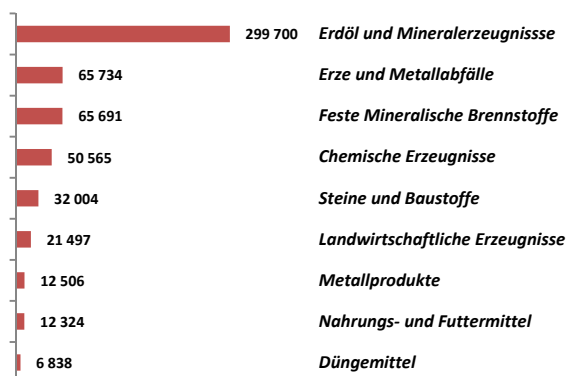 299 700 Erdöl und Mineralerzeugnissse
65 734 Erze und Metallabfälle
65 691 Feste Mineralische Brennstoffe
50 565 Chemische Erzeugnisse
32 004 Steine und Baustoffe
21 497 Landwirtschaftliche Erzeugnisse
12 506 Metallprodukte
12 324 Nahrungs- und Futtermittel
6 838 Düngemittel